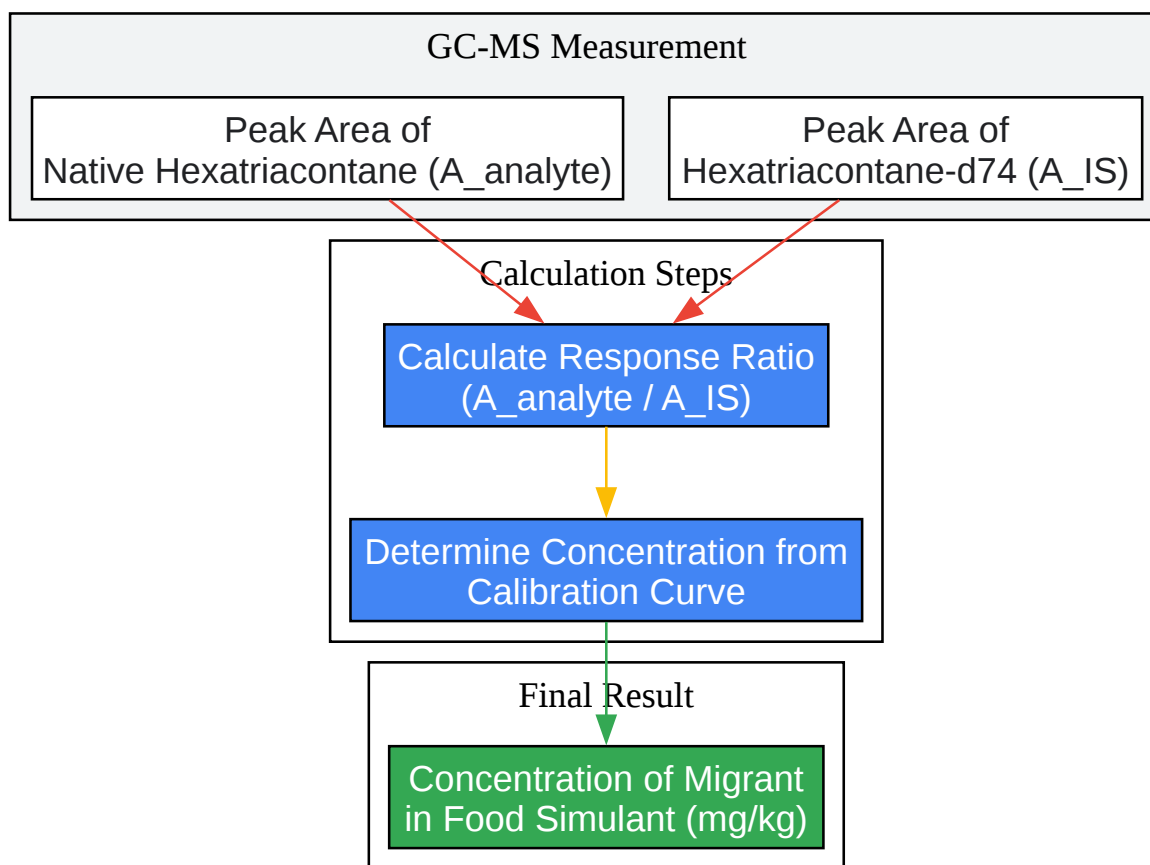 GC-MS Measurement
Peak Area of
Native Hexatriacontane (A_analyte)
Peak Area of
Hexatriacontane-d74 (A_IS)
Calculation Steps
Calculate Response Ratio
(A_analyte / A_IS)
Determine Concentration from
Calibration Curve
Final Result
Concentration of Migrant
in Food Simulant (mg/kg)